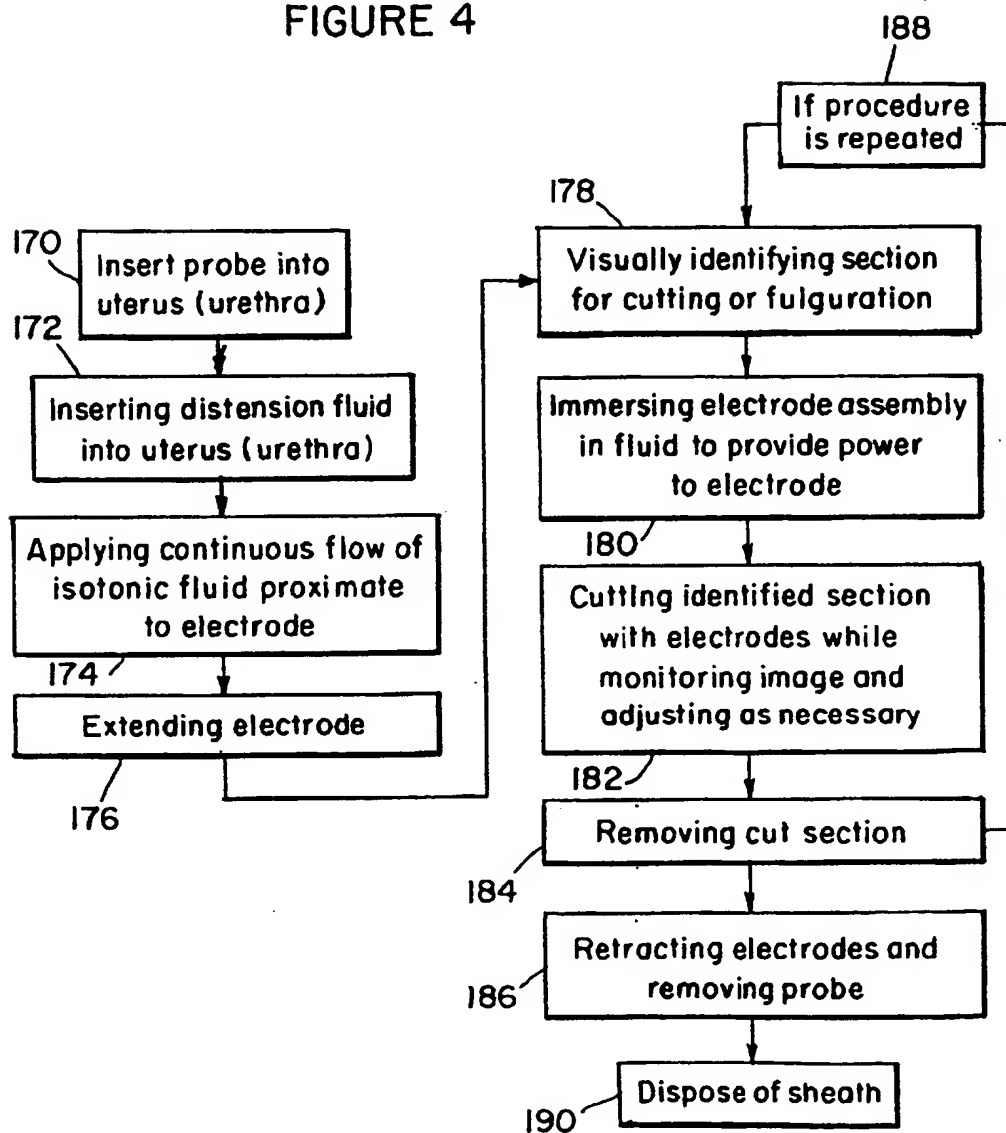 FIGURE 4
170
Insert probe into
uterus (urethra)
172
Inserting distension fluid
into uterus (urethra)
Applying continuous flow of
isotonic fluid proximate
to electrode
174
Extending electrode
176
188
If procedure
is repeated
178
Visually identifying section
for cutting or fulguration
Immersing electrode assembly
in fluid to provide power
to electrode
180
Cutting identified section
with electrodes while
monitoring image and
adjusting as necessary
182
Removing cut section
184
Retracting electrodes and
removing probe
186
Dispose of sheath
190